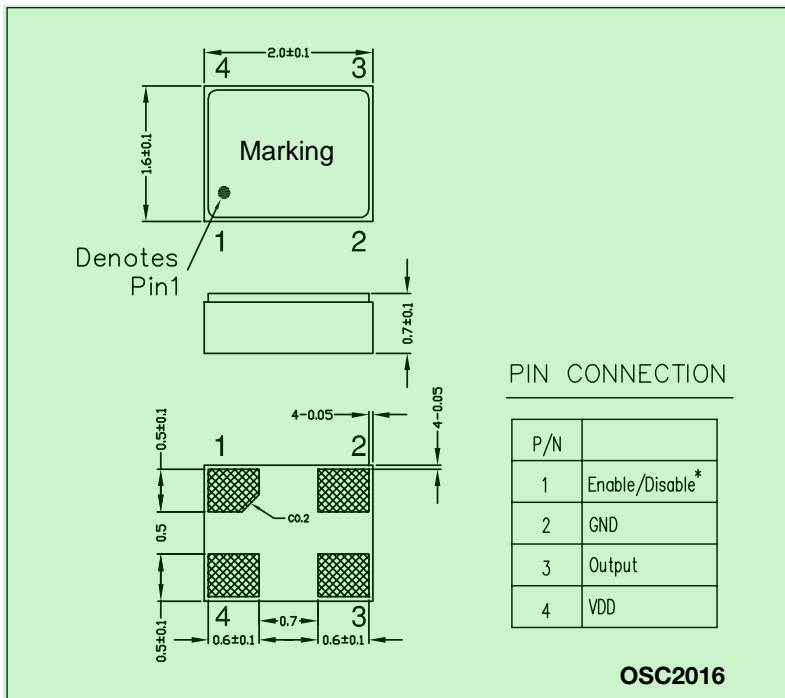 2.0±0.1
4
3
1.6±0.1
Marking
1
2
Denotes
Pin1
0.7±0.1
PIN CONNECTION
4-0.05
4-0.05
0.5±0.1
1
2
C0.2
0.5
0.5±0.1
4
0.7
3
0.6±0.1
0.6±0.1
P/N
1 Enable/Disable*
2 GND
3 Output
4 VDD
OSC2016